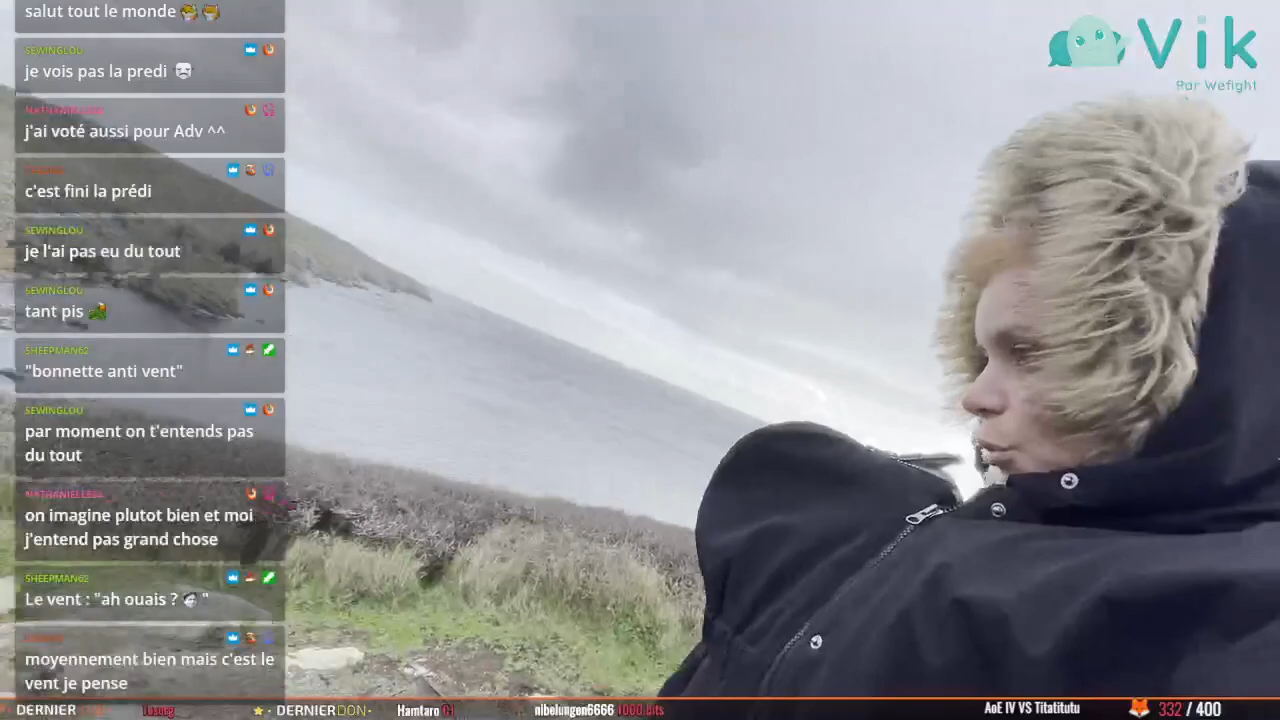 salut tout le monde
SEWINGLOU
je vois pas la predi
j'ai voté aussi pour Adv ^^
c'est fini la prédi
SEWINGLOU
je l'ai pas eu du tout
SEWINGLOU
tant pis
SHEEPMAN62
"bonnette anti vent"
SEWINGLOU
par moment on t'entends pas
du tout
on imagine plutot bien et moi
j'entend pas grand chose
SHEEPMAN62
Le vent : "ah ouais ? "
moyennement bien mais c'est le
vent je pense
Vik
Par Wefight
DERNIER
DERNIER DON
Hamtaro
nibelungen6666 1000 bits
AoE IV VS Titatitutu
332 / 400